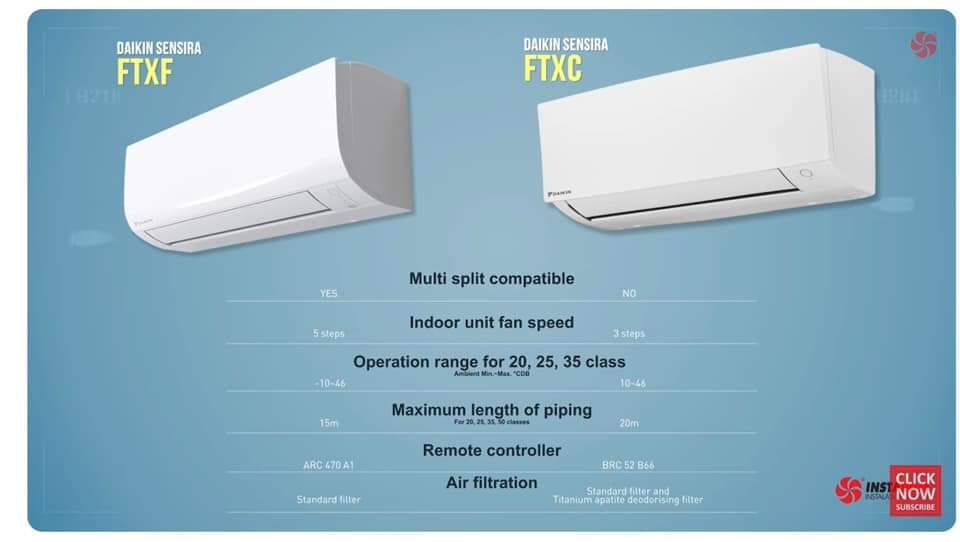 DAIKIN SENSIRA
FTXF
DAIKIN SENSIRA
FTXC
DAIKIN
DAIKIN
Multi split compatible
YES
NO
Indoor unit fan speed
5 steps
3 steps
Operation range for 20, 25, 35 class
Ambient Min.~Max. °CDB
-10~46
10~46
Maximum length of piping
For 20, 25, 35, 50 classes
15m
20m
Remote controller
ARC 470 A1
BRC 52 B66
Air filtration
Standard filter
Standard filter and
Titanium apatite deodorising filter
CLICK
NOW
SUBSCRIBE